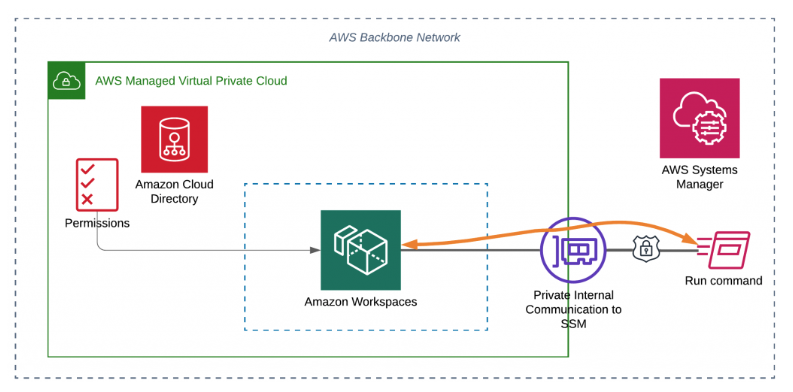 AWS Backbone Network
AWS Managed Virtual Private Cloud
Amazon Cloud
Directory
Permissions
AWS Systems
Manager
Amazon Workspaces
Private Internal
Communication to
SSM
Run command